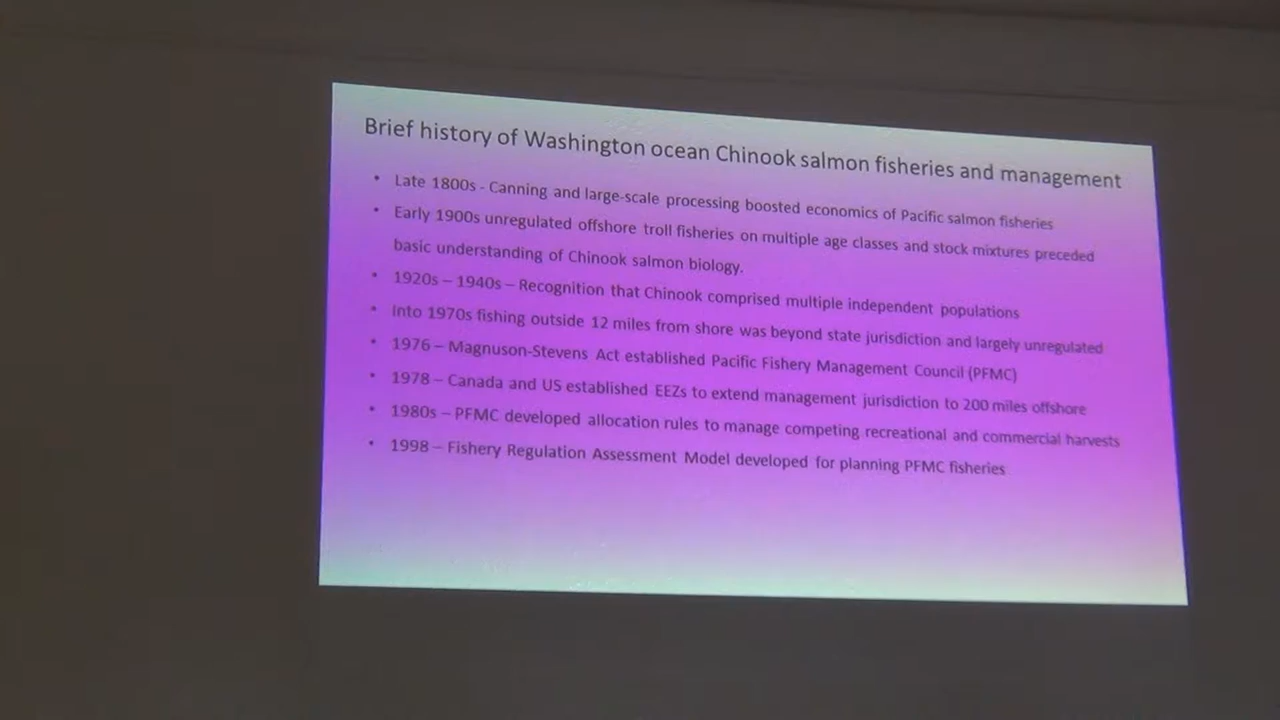 Brief history of Washington ocean Chinook salmon fisheries and management
• Late 1800s - Canning and large-scale processing boosted economics of Pacific salmon fisheries
• Early 1900s unregulated offshore troll fisheries on multiple age classes and stock mixtures preceded
basic understanding of Chinook salmon biology.
• 1920s – 1940s – Recognition that Chinook comprised multiple independent populations
• Into 1970s fishing outside 12 miles from shore was beyond state jurisdiction and largely unregulated
• 1976 – Magnuson-Stevens Act established Pacific Fishery Management Council (PFMC)
• 1978 – Canada and US established EEZs to extend management jurisdiction to 200 miles offshore
• 1980s – PFMC developed allocation rules to manage competing recreational and commercial harvests
• 1998 – Fishery Regulation Assessment Model developed for planning PFMC fisheries